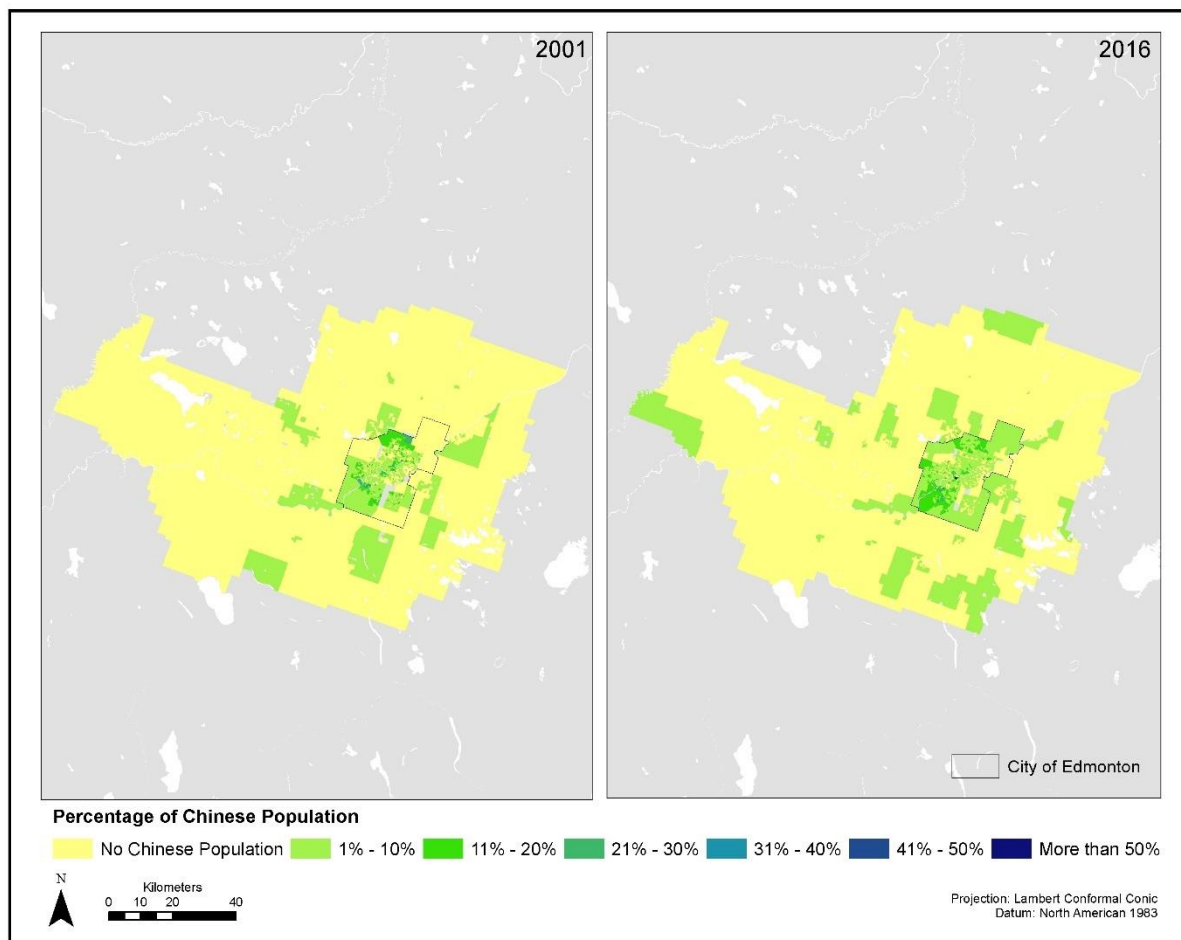 2001
2016
City of Edmonton
Percentage of Chinese Population
No Chinese Population 1% - 10% 11% - 20% 21% - 30% 31% - 40% 41% - 50% More than 50%
N
Kilometers
0 10 20 40
Projection: Lambert Conformal Conic
Datum: North American 1983